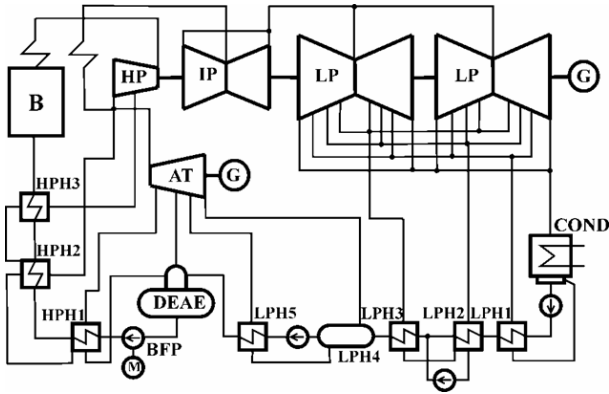 HP
IP
LP
LP
G
B
AT
G
HPH3
HPH2
COND
DEAE
HPH1
BFP
M
LPH5
LPH4
LPH3
LPH2
LPH1